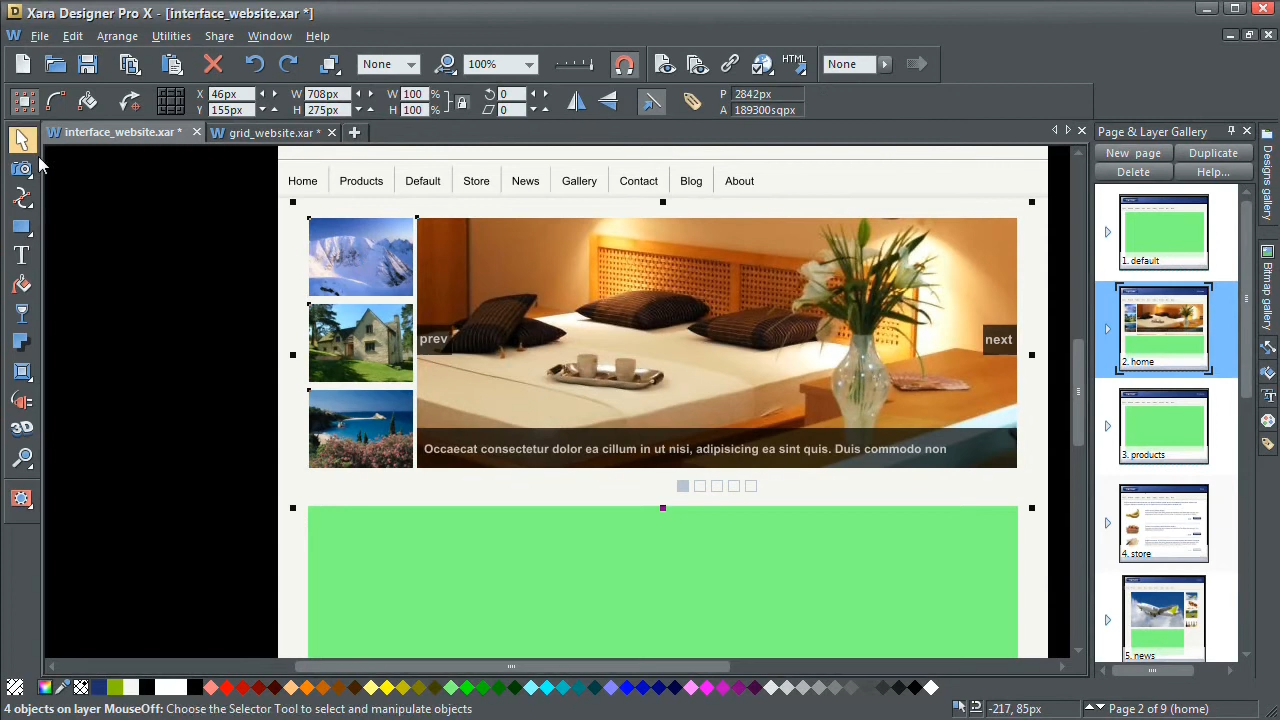 Xara Designer Pro X - [interface_website.xar *]
File Edit Arrange Utilities Share Window Help
None 100% HTML None
X 46px W 708px W 100 % 0 P 2842px
Y 155px H 275px H 100 % 0 A 189300sqpx
interface_website.xar * grid_website.xar *
Page & Layer Gallery
New page Duplicate
Delete Help...
Home Products Default Store News Gallery Contact Blog About
prev next
Occaecat consectetur dolor ea cillum in ut nisi, adipisicing ea sint quis. Duis commodo non
3D
1. default
2. home
3. products
4. store
5. news
Designs gallery
Bitmap gallery
4 objects on layer MouseOff: Choose the Selector Tool to select and manipulate objects
-217, 85px
Page 2 of 9 (home)